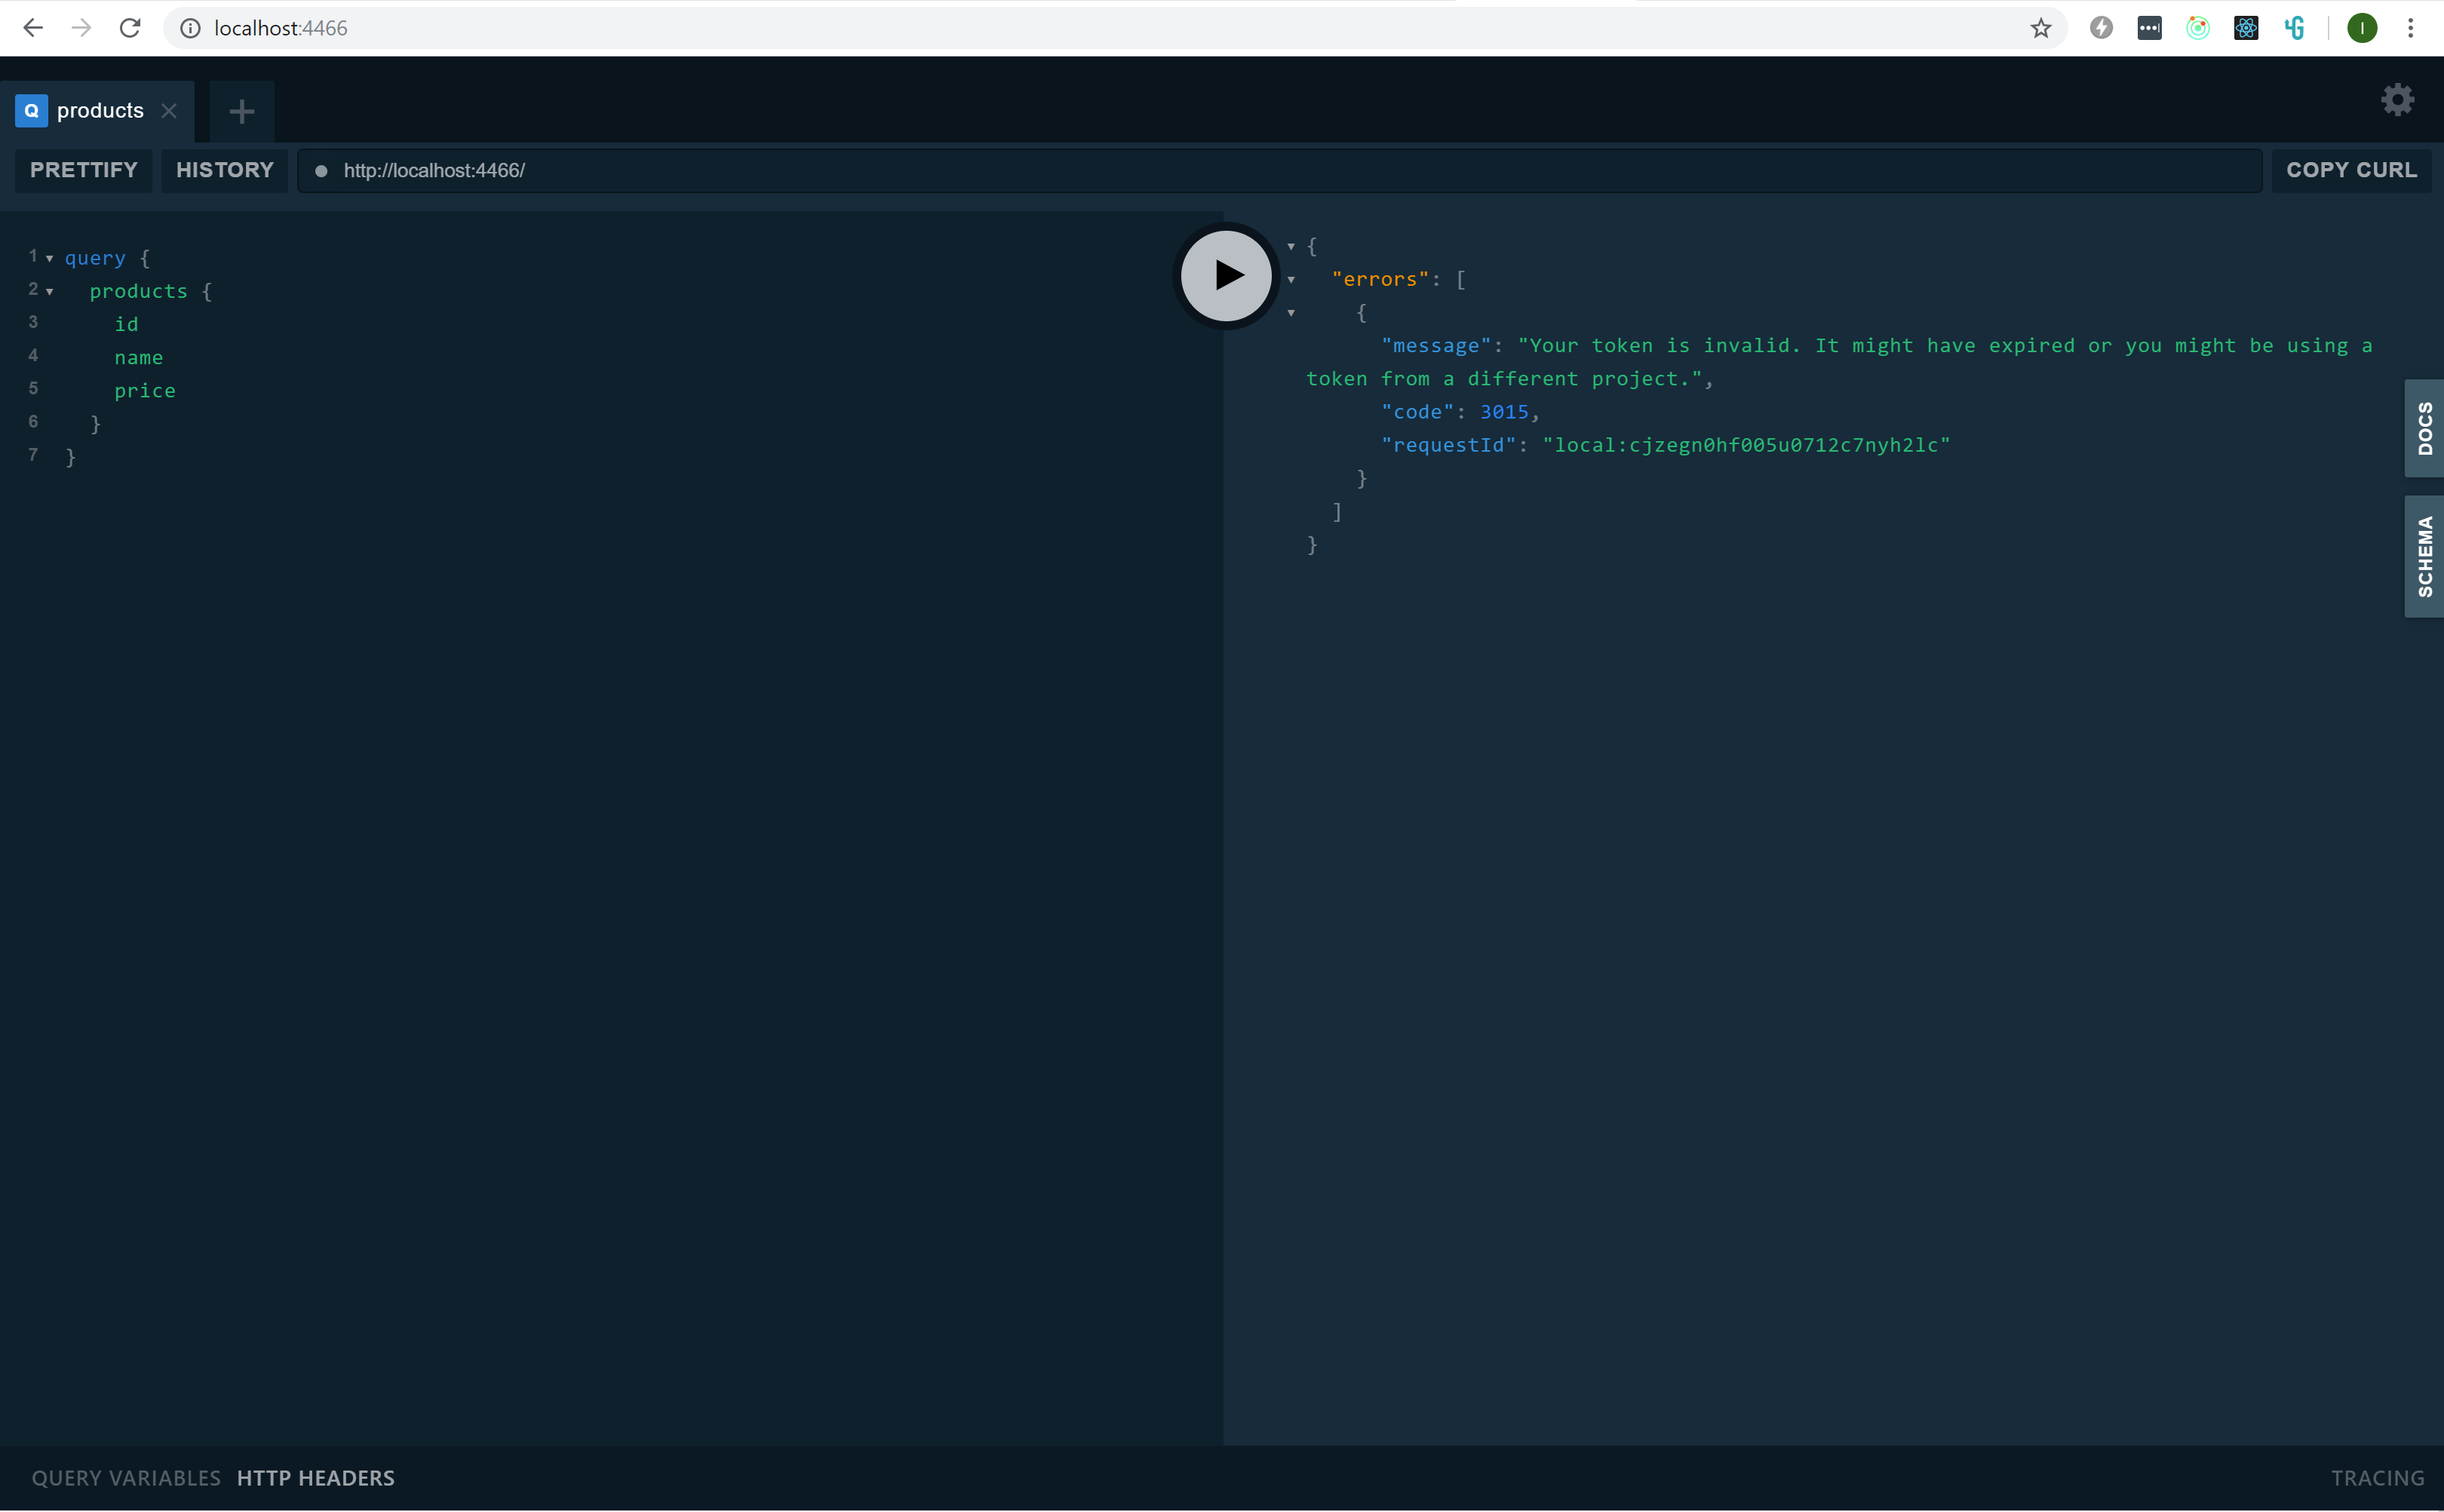 localhost:4466
Q products
PRETTIFY HISTORY http://localhost:4466/ COPY CURL
1 query {
2 products {
3 id
4 name
5 price
6 }
7 }
{
"errors": [
{
"message": "Your token is invalid. It might have expired or you might be using a
token from a different project.",
"code": 3015,
"requestId": "local:cjzegn0hf005u0712c7nyh2lc"
}
]
}
DOCS
SCHEMA
QUERY VARIABLES HTTP HEADERS
TRACING
I